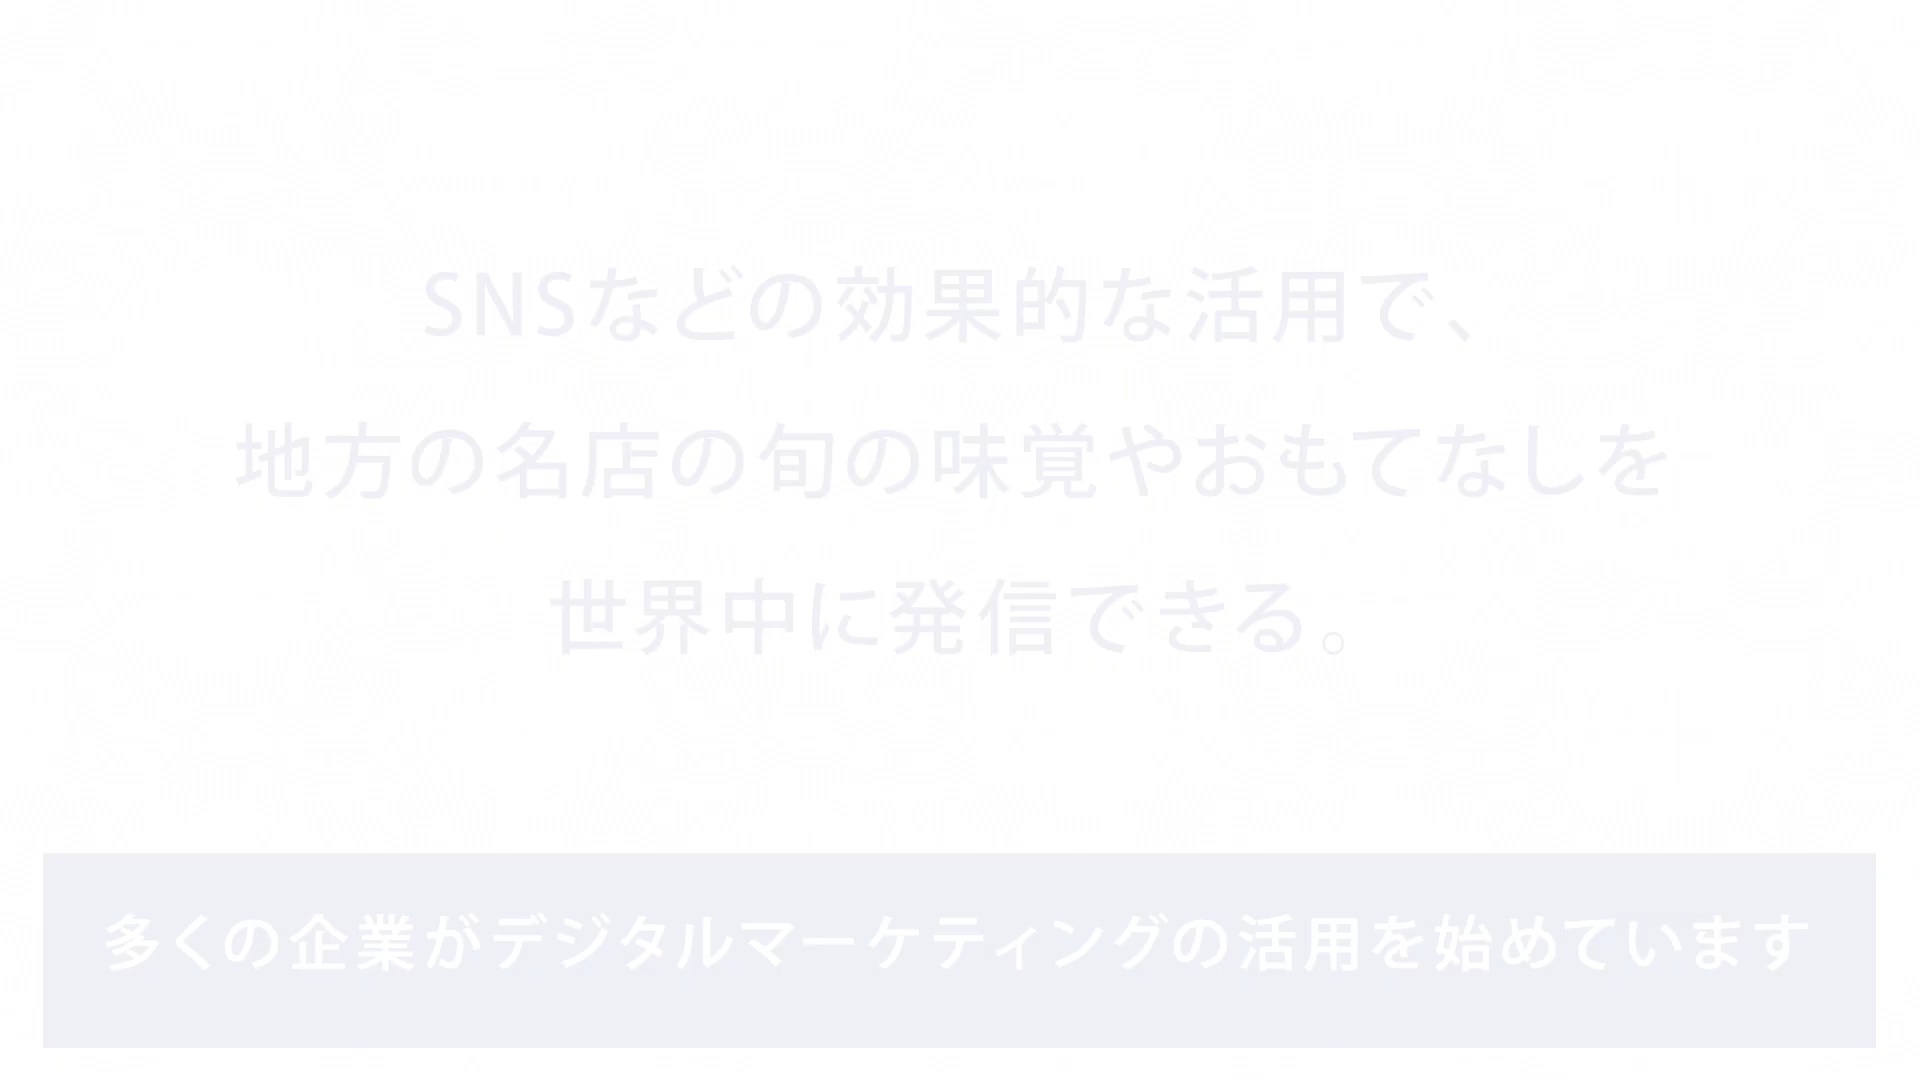 SNSなどの効果的な活用で、
地方の名店の旬の味覚やおもてなしを
世界中に発信できる。
多くの企業がデジタルマーケティングの活用を始めています